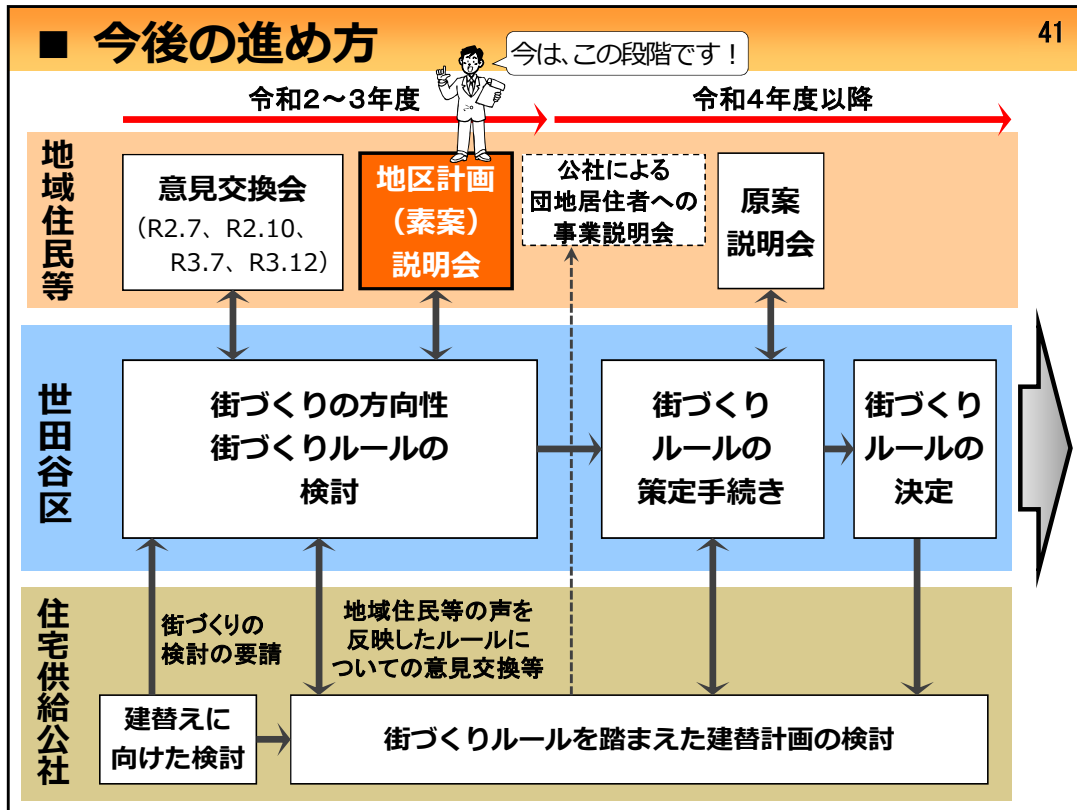 ■ 今後の進め方
41
今は、この段階です！
令和２～３年度
令和４年度以降
地域住民等
意見交換会
（R2.7、R2.10、
R3.7、R3.12）
地区計画
（素案）
説明会
公社による
団地居住者への
事業説明会
原案
説明会
世田谷区
街づくりの方向性
街づくりルールの
検討
街づくり
ルールの
策定手続き
街づくり
ルールの
決定
住宅供給公社
街づくりの
検討の要請
地域住民等の声を
反映したルールに
ついての意見交換等
建替えに
向けた検討
街づくりルールを踏まえた建替計画の検討